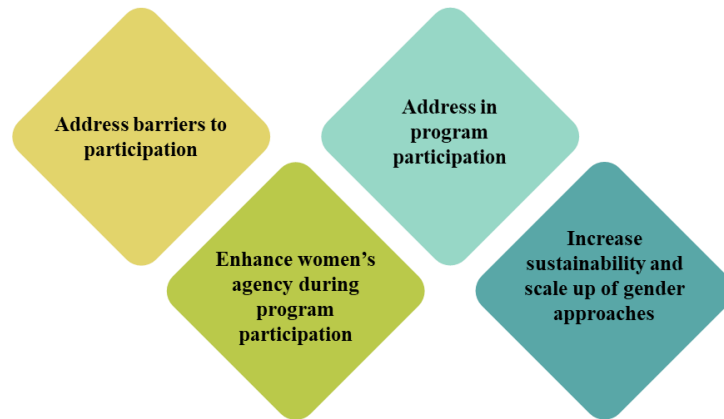 Address barriers to
participation
Enhance women’s
agency during
program
participation
Address in
program
participation
Increase
sustainability and
scale up of gender
approaches